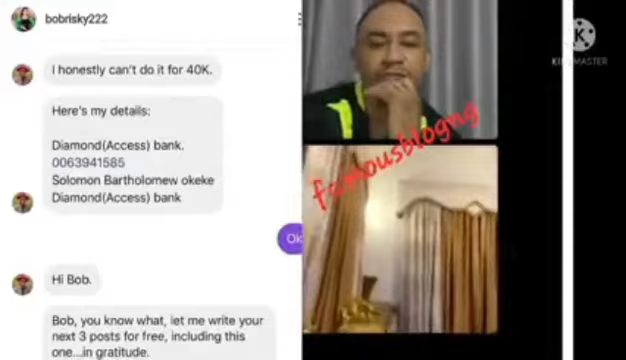 bobrisky222
I honestly can't do it for 40K.
Here's my details:
Diamond(Access) bank.
0063941585
Solomon Bartholomew okeke
Diamond(Access) bank
Ok
Hi Bob.
Bob, you know what, let me write your
next 3 posts for free, including this
one...in gratitude.
famousblogng
K
KINEMASTER